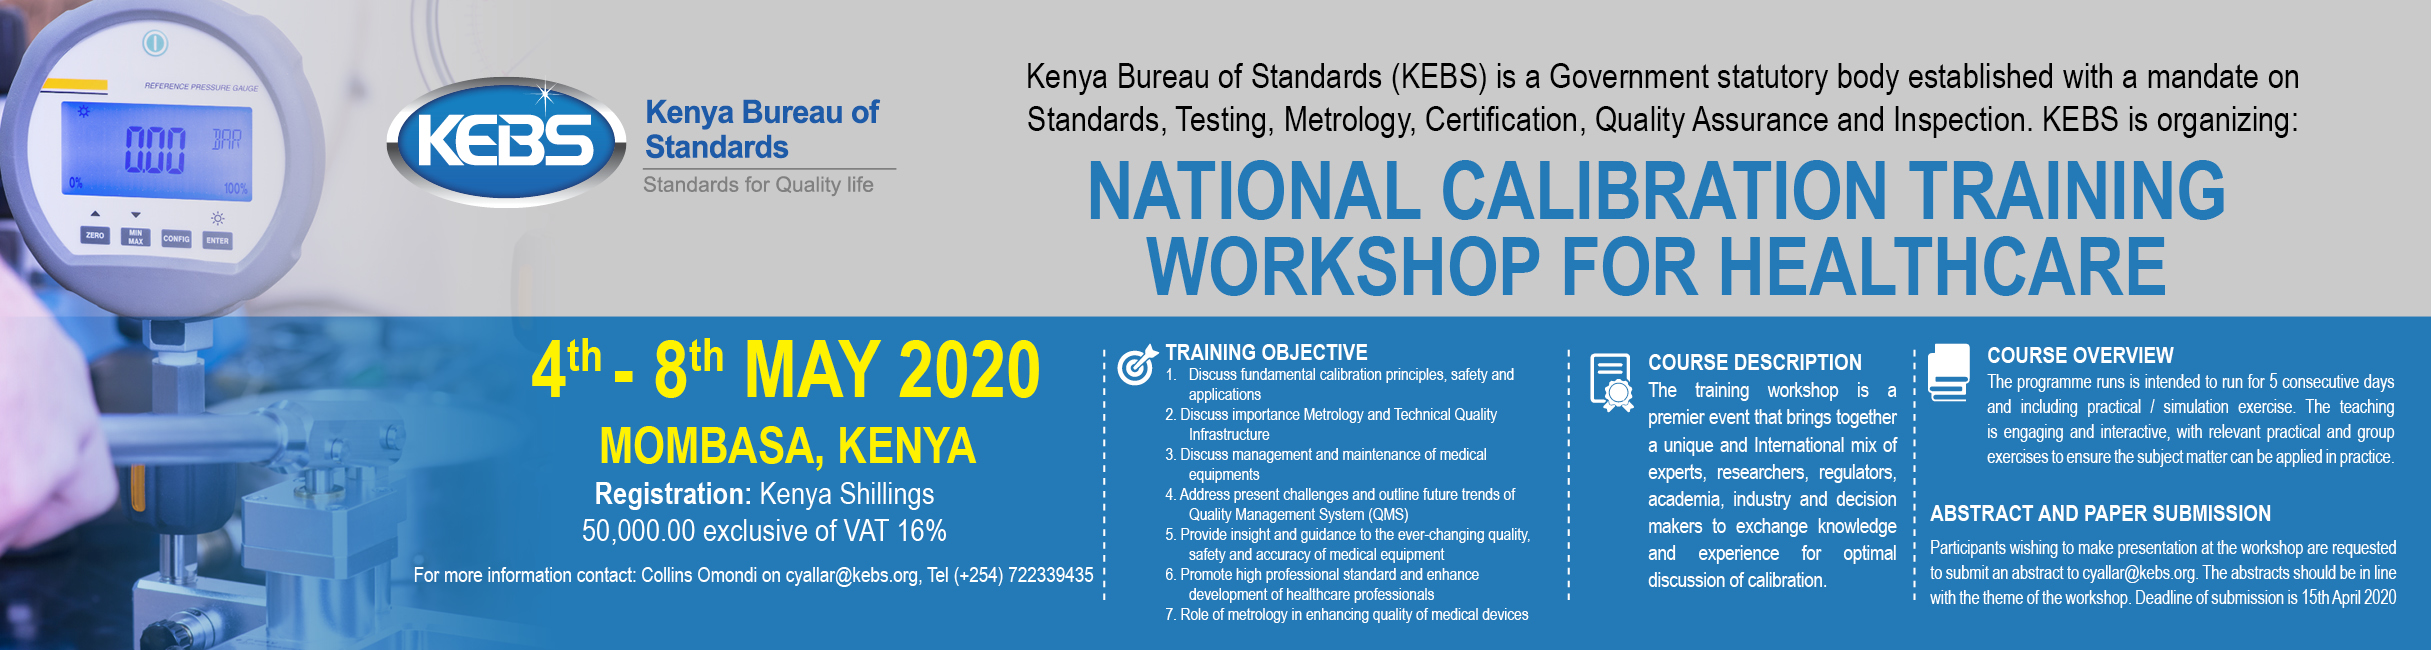 REFERENCE PRESSURE GAUGE
0.00 BAR
0% 100%
ZERO MIN MAX CONFIG ENTER
KEBS
Kenya Bureau of
Standards
Standards for Quality life
Kenya Bureau of Standards (KEBS) is a Government statutory body established with a mandate on
Standards, Testing, Metrology, Certification, Quality Assurance and Inspection. KEBS is organizing:
NATIONAL CALIBRATION TRAINING
WORKSHOP FOR HEALTHCARE
4th - 8th MAY 2020
MOMBASA, KENYA
Registration: Kenya Shillings
50,000.00 exclusive of VAT 16%
For more information contact: Collins Omondi on cyallar@kebs.org, Tel (+254) 722339435
TRAINING OBJECTIVE
1. Discuss fundamental calibration principles, safety and
applications
2. Discuss importance Metrology and Technical Quality
Infrastructure
3. Discuss management and maintenance of medical
equipments
4. Address present challenges and outline future trends of
Quality Management System (QMS)
5. Provide insight and guidance to the ever-changing quality,
safety and accuracy of medical equipment
6. Promote high professional standard and enhance
development of healthcare professionals
7. Role of metrology in enhancing quality of medical devices
COURSE DESCRIPTION
The training workshop is a
premier event that brings together
a unique and International mix of
experts, researchers, regulators,
academia, industry and decision
makers to exchange knowledge
and experience for optimal
discussion of calibration.
COURSE OVERVIEW
The programme runs is intended to run for 5 consecutive days
and including practical / simulation exercise. The teaching
is engaging and interactive, with relevant practical and group
exercises to ensure the subject matter can be applied in practice.
ABSTRACT AND PAPER SUBMISSION
Participants wishing to make presentation at the workshop are requested
to submit an abstract to cyallar@kebs.org. The abstracts should be in line
with the theme of the workshop. Deadline of submission is 15th April 2020